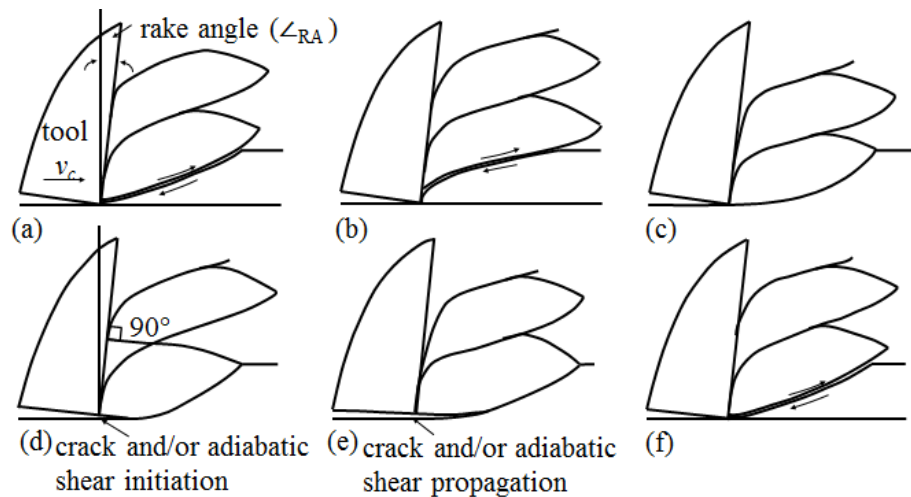 rake angle (∠RA)
tool
vc
(a)
(b)
(c)
90°
(d) crack and/or adiabatic
shear initiation
(e) crack and/or adiabatic
shear propagation
(f)